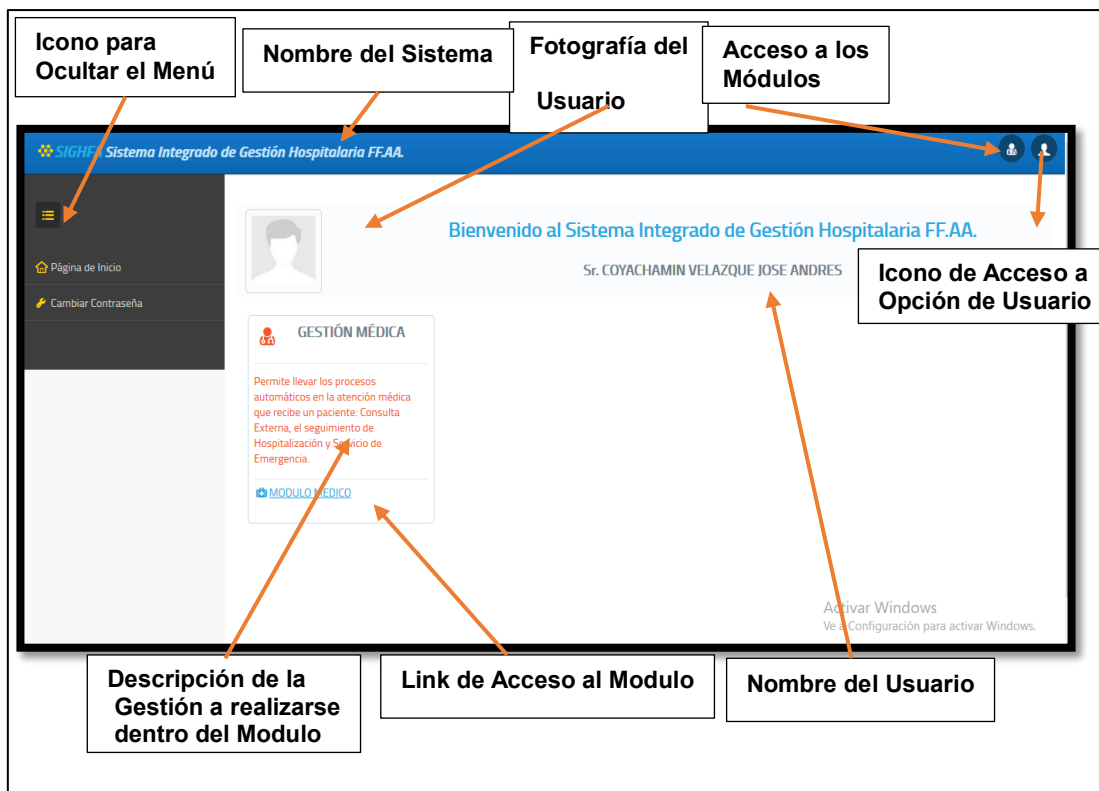 Icono para
Ocultar el Menú
Nombre del Sistema
Fotografía del
Usuario
Acceso a los
Módulos
SIGHFA Sistema Integrado de Gestión Hospitalaria FF.AA.
Bienvenido al Sistema Integrado de Gestión Hospitalaria FF.AA.
Sr. COYACHAMIN VELAZQUE JOSE ANDRES
Icono de Acceso a
Opción de Usuario
Página de Inicio
Cambiar Contraseña
GESTIÓN MÉDICA
Permite llevar los procesos
automáticos en la atención médica
que recibe un paciente: Consulta
Externa, el seguimiento de
Hospitalización y Servicio de
Emergencia.
MODULO MEDICO
Activar Windows
Ve a Configuración para activar Windows.
Descripción de la
Gestión a realizarse
dentro del Modulo
Link de Acceso al Modulo
Nombre del Usuario